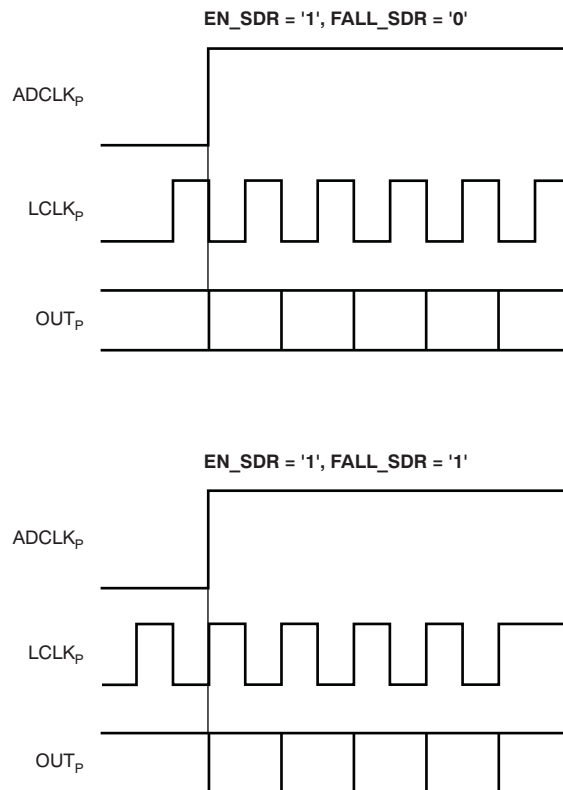 EN_SDR = '1', FALL_SDR = '0'
ADCLKP
LCLKP
OUTP
EN_SDR = '1', FALL_SDR = '1'
ADCLKP
LCLKP
OUTP